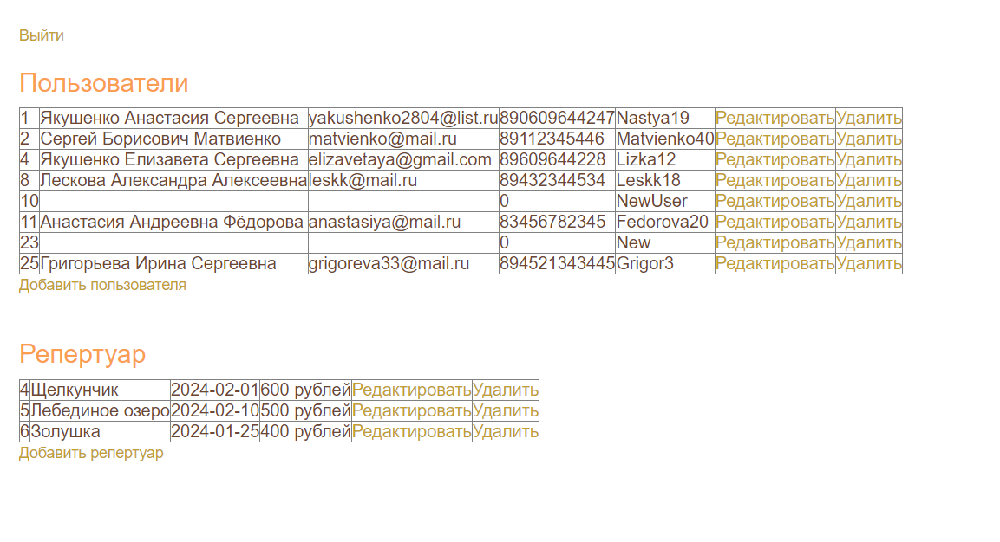 Выйти
Пользователи
1 Якушенко Анастасия Сергеевна yakushenko2804@list.ru 890609644247 Nastya19 Редактировать Удалить
2 Сергей Борисович Матвиенко matvienko@mail.ru 89112345446 Matvienko40 Редактировать Удалить
4 Якушенко Елизавета Сергеевна elizavetaya@gmail.com 89609644228 Lizka12 Редактировать Удалить
8 Лескова Александра Алексеевна leskk@mail.ru 89432344534 Leskk18 Редактировать Удалить
10 0 NewUser Редактировать Удалить
11 Анастасия Андреевна Фёдорова anastasiya@mail.ru 83456782345 Fedorova20 Редактировать Удалить
23 0 New Редактировать Удалить
25 Григорьева Ирина Сергеевна grigoreva33@mail.ru 894521343445 Grigor3 Редактировать Удалить
Добавить пользователя
Репертуар
4 Щелкунчик 2024-02-01 600 рублей Редактировать Удалить
5 Лебединое озеро 2024-02-10 500 рублей Редактировать Удалить
6 Золушка 2024-01-25 400 рублей Редактировать Удалить
Добавить репертуар